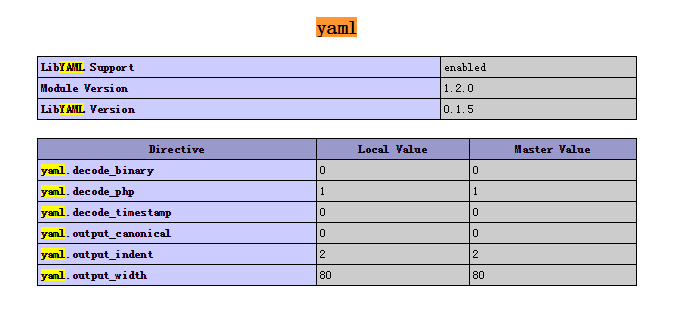 yaml
LibYAML Support enabled
Module Version 1.2.0
LibYAML Version 0.1.5
Directive Local Value Master Value
yaml.decode_binary 0 0
yaml.decode_php 1 1
yaml.decode_timestamp 0 0
yaml.output_canonical 0 0
yaml.output_indent 2 2
yaml.output_width 80 80